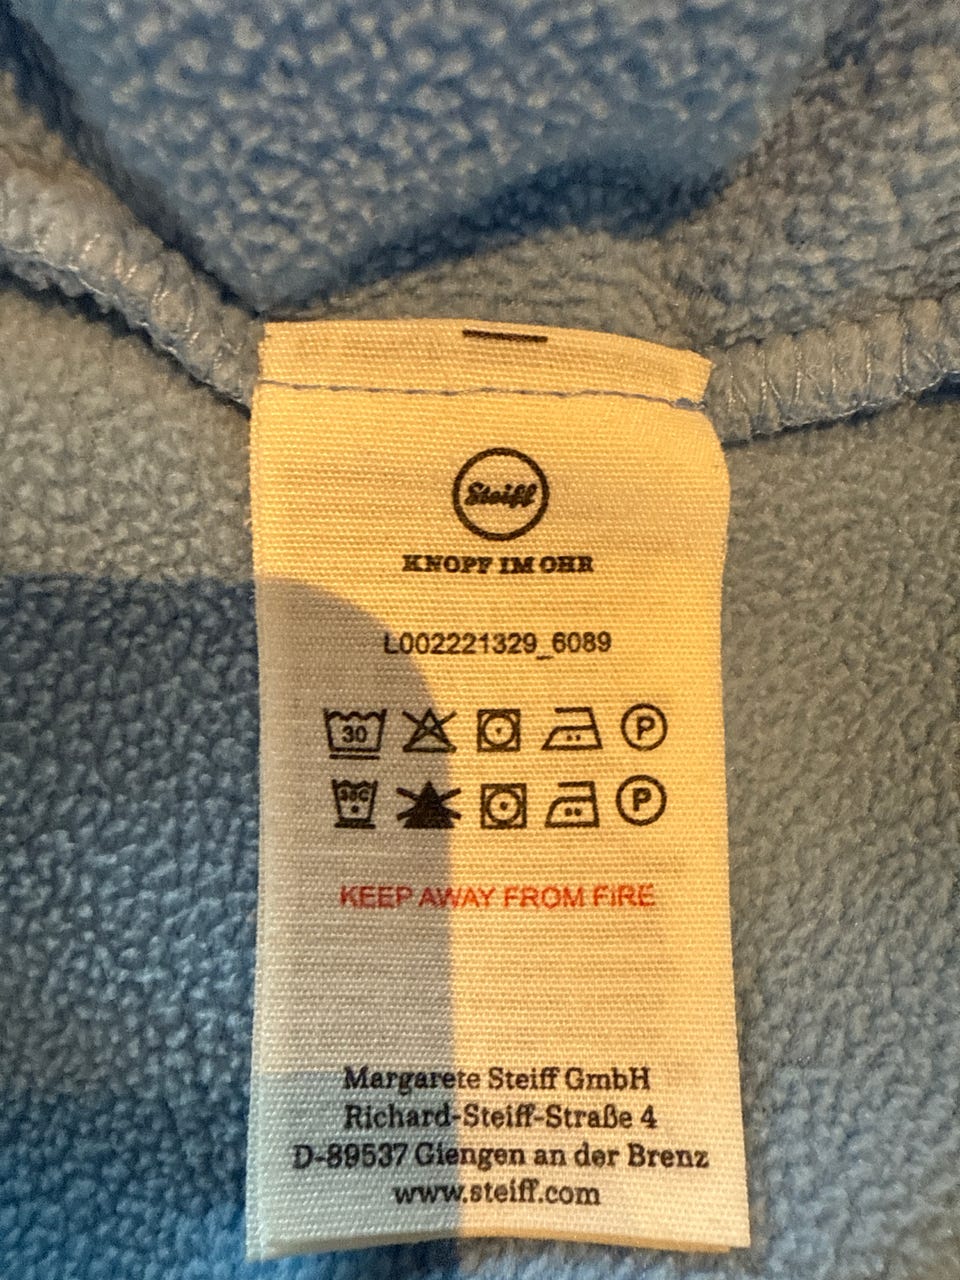 Steiff
KNOPF IM OHR
L002221329_6089
30 P
30C P
KEEP AWAY FROM FIRE
Margarete Steiff GmbH
Richard-Steiff-Straße 4
D-89537 Giengen an der Brenz
www.steiff.com